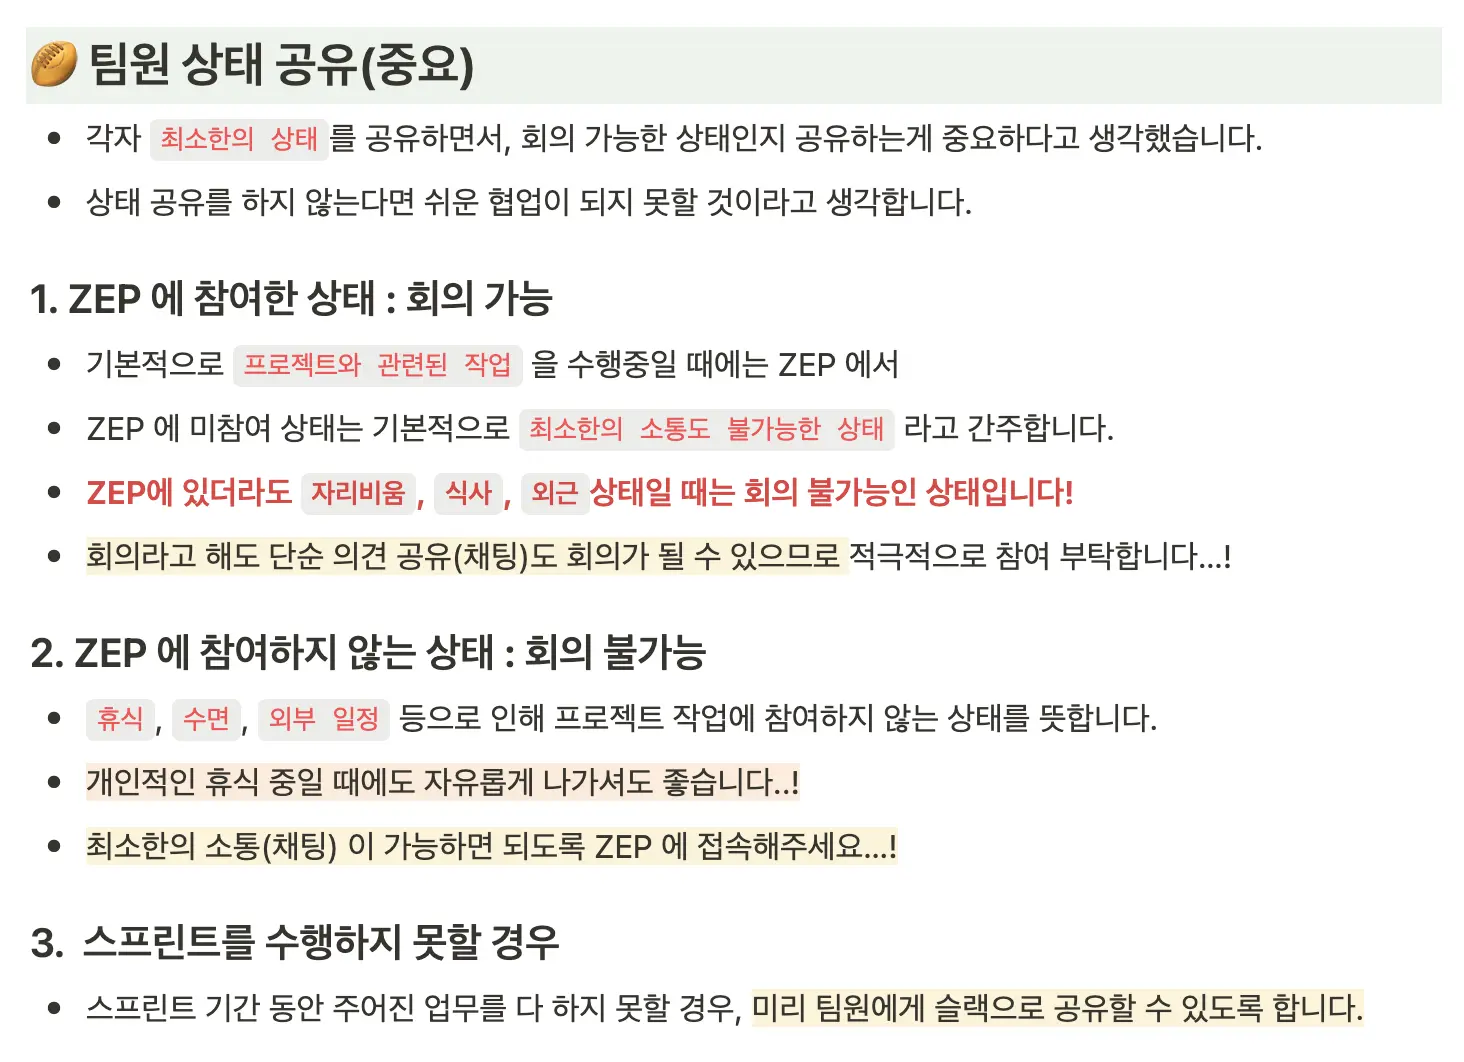 🏈 팀원 상태 공유(중요)
• 각자 최소한의 상태를 공유하면서, 회의 가능한 상태인지 공유하는게 중요하다고 생각했습니다.
• 상태 공유를 하지 않는다면 쉬운 협업이 되지 못할 것이라고 생각합니다.
1. ZEP 에 참여한 상태 : 회의 가능
• 기본적으로 프로젝트와 관련된 작업 을 수행중일 때에는 ZEP 에서
• ZEP 에 미참여 상태는 기본적으로 최소한의 소통도 불가능한 상태 라고 간주합니다.
• ZEP에 있더라도 자리비움, 식사, 외근상태일 때는 회의 불가능인 상태입니다!
• 회의라고 해도 단순 의견 공유(채팅)도 회의가 될 수 있으므로 적극적으로 참여 부탁합니다...!
2. ZEP 에 참여하지 않는 상태 : 회의 불가능
• 휴식, 수면, 외부 일정 등으로 인해 프로젝트 작업에 참여하지 않는 상태를 뜻합니다.
• 개인적인 휴식 중일 때에도 자유롭게 나가셔도 좋습니다..!
• 최소한의 소통(채팅) 이 가능하면 되도록 ZEP 에 접속해주세요...!
3. 스프린트를 수행하지 못할 경우
• 스프린트 기간 동안 주어진 업무를 다 하지 못할 경우, 미리 팀원에게 슬랙으로 공유할 수 있도록 합니다.